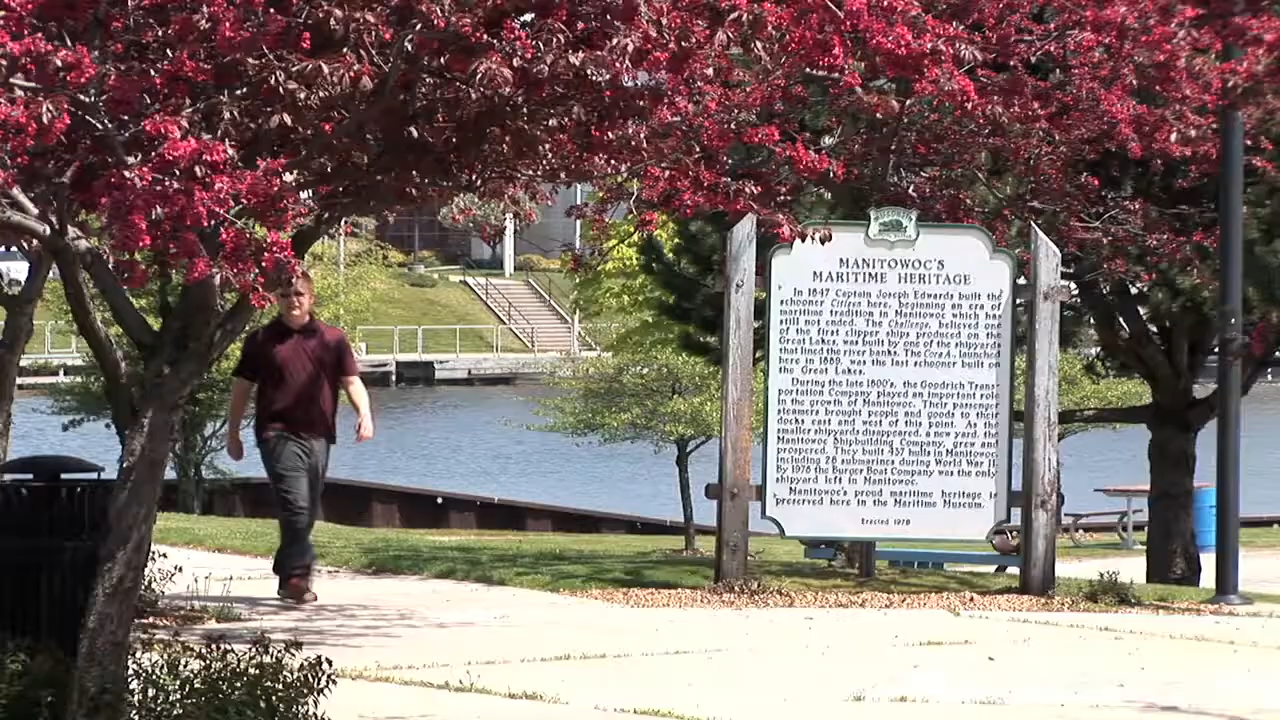 MANITOWOC'S
MARITIME HERITAGE
In 1847 Captain Joseph Edwards built the
schooner Citizen here, beginning an era of
maritime tradition in Manitowoc which has
still not ended. The Challenge, believed one
of the first clipper ships produced on the
Great Lakes, was built by one of the shipyards
that lined the river banks. The Cora A., launched
here in 1889, was the last schooner built on
the Great Lakes.
During the late 1800's, the Goodrich Trans-
portation Company played an important role
in the growth of Manitowoc. Their passenger
steamers brought people and goods to their
docks east and west of this point. As the
smaller shipyards disappeared, a new yard, the
Manitowoc Shipbuilding Company, grew and
prospered. They built 437 hulls in Manitowoc,
including 28 submarines during World War II.
By 1978 the Burger Boat Company was the only
shipyard left in Manitowoc.
Manitowoc's proud maritime heritage is
preserved here in the Maritime Museum.
Erected 1978